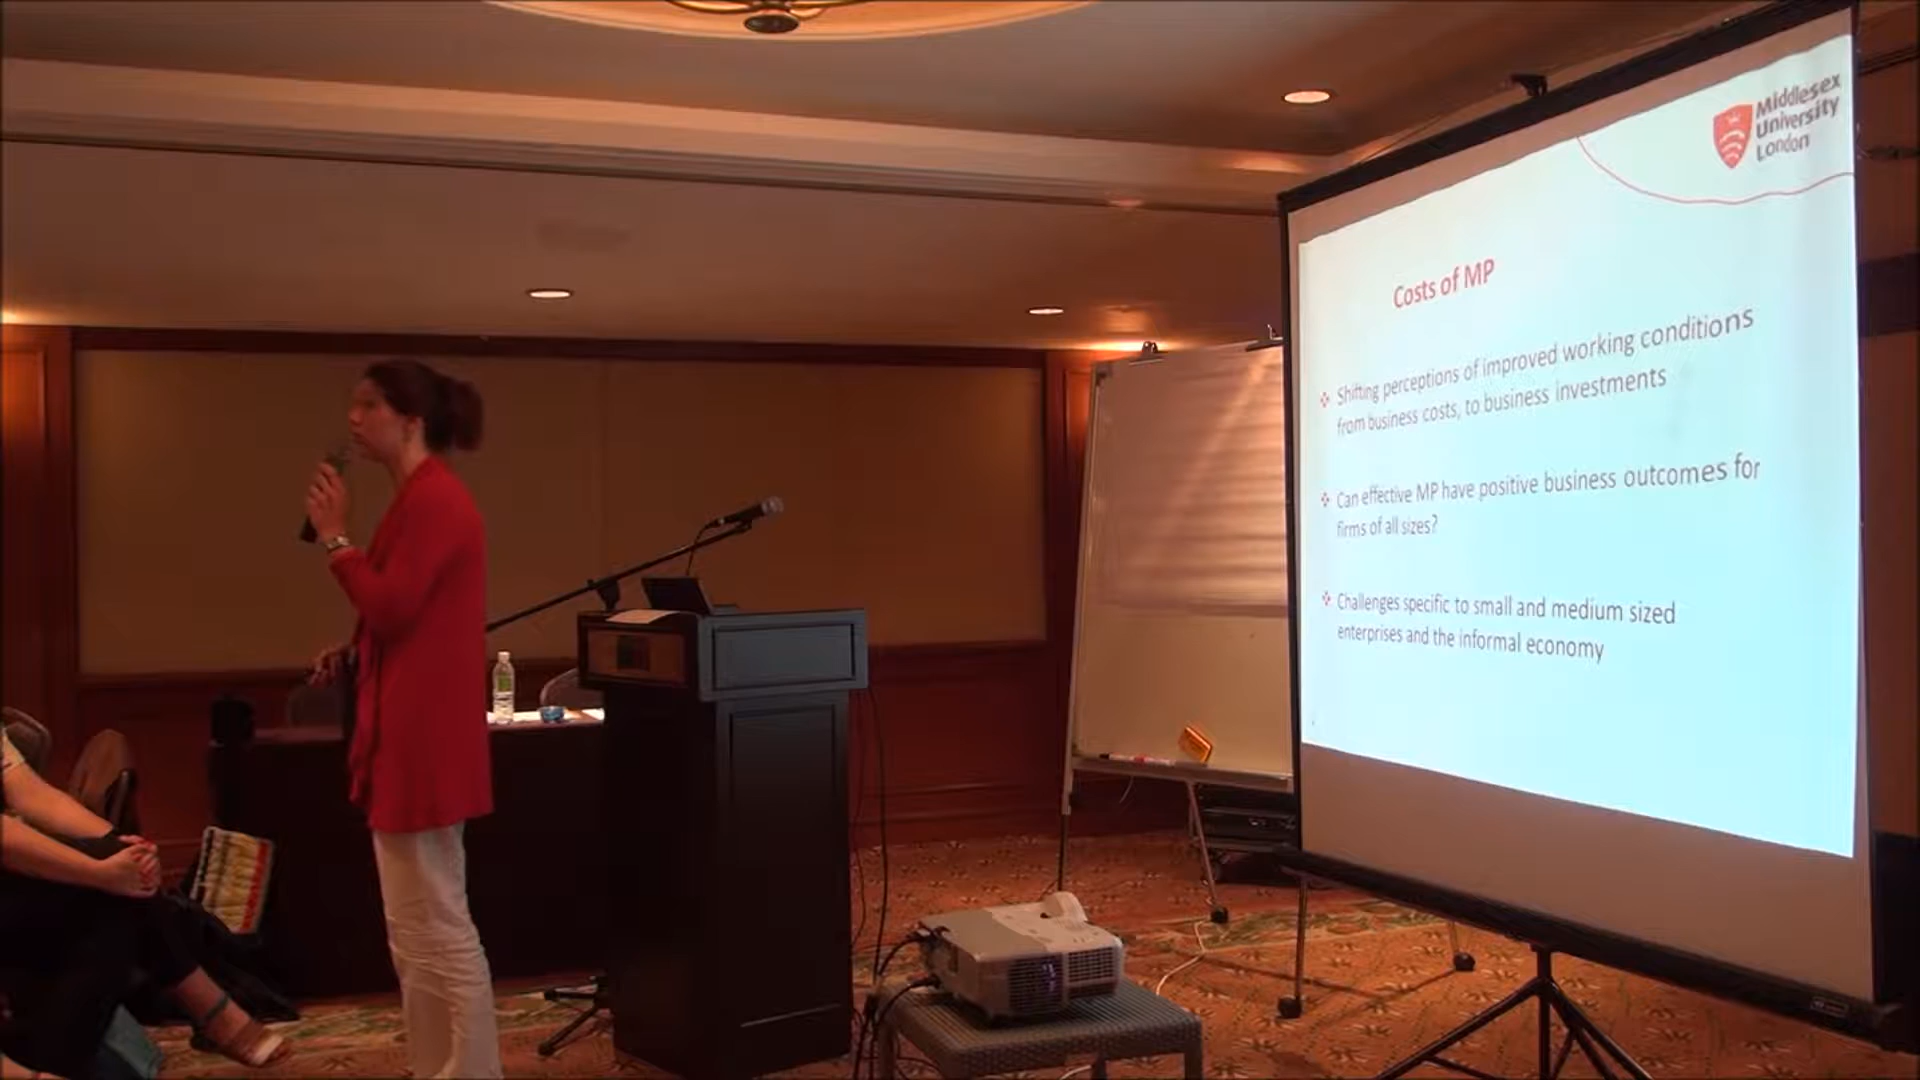 Middlesex
University
London
Costs of MP
Shifting perceptions of improved working conditions
from business costs, to business investments
Can effective MP have positive business outcomes for
firms of all sizes?
Challenges specific to small and medium sized
enterprises and the informal economy